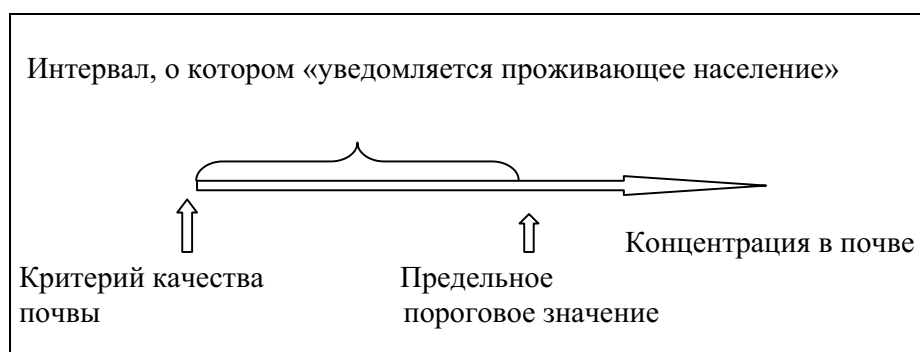 Интервал, о котором «уведомляется проживающее население»
Концентрация в почве
Критерий качества
почвы
Предельное
пороговое значение